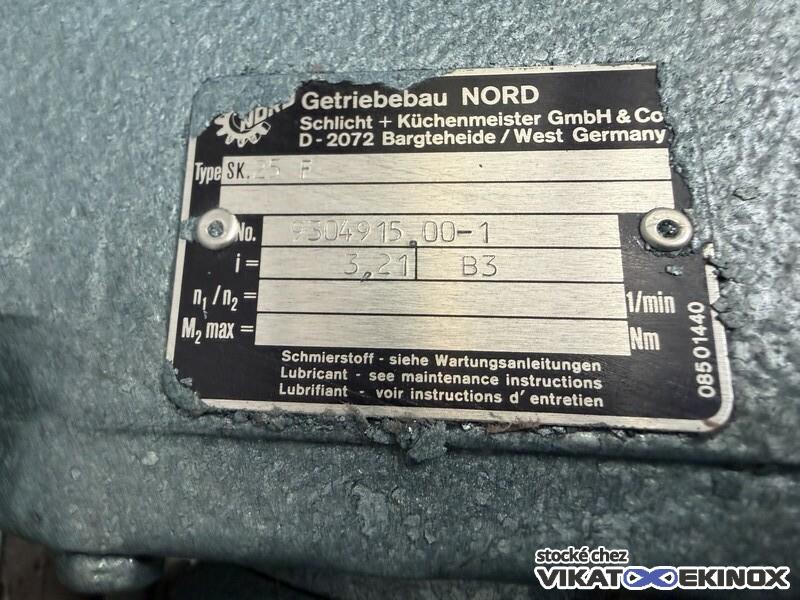 NORD
Getriebebau NORD
Schlicht + Küchenmeister GmbH & Co
D-2072 Bargteheide / West Germany
Type SK. 25 F
No. 9304915.00-1
i = 3,21 B3
n1 / n2 = 1/min
M2 max = Nm
Schmierstoff - siehe Wartungsanleitungen
Lubricant - see maintenance instructions
Lubrifiant - voir instructions d' entretien
08501440
stocké chez
VIKATOO EKINOX